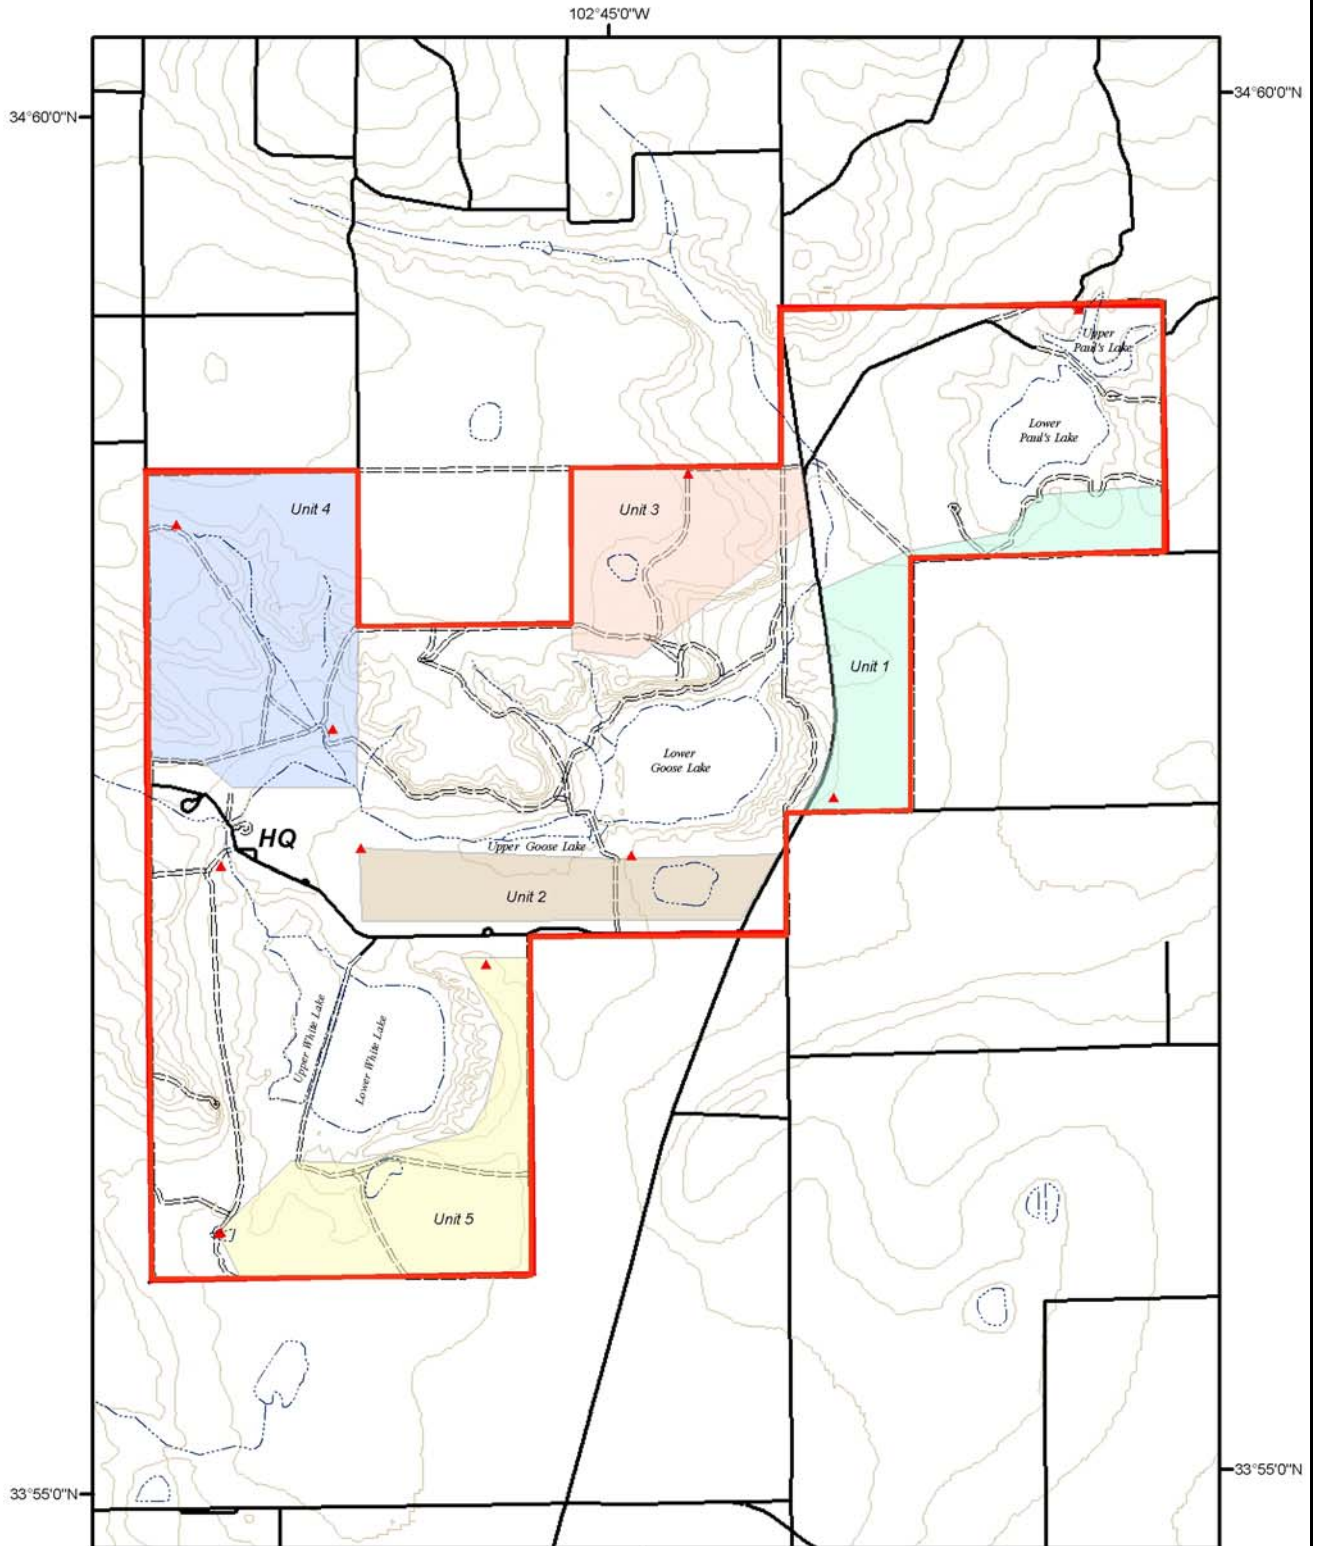 102°45'0"W
34°60'0"N
34°60'0"N
Upper
Paul's Lake
Lower
Paul's Lake
Unit 4
Unit 3
Unit 1
Lower
Goose Lake
HQ
Upper Goose Lake
Unit 2
Upper White Lake
Lower White Lake
Unit 5
33°55'0"N
33°55'0"N